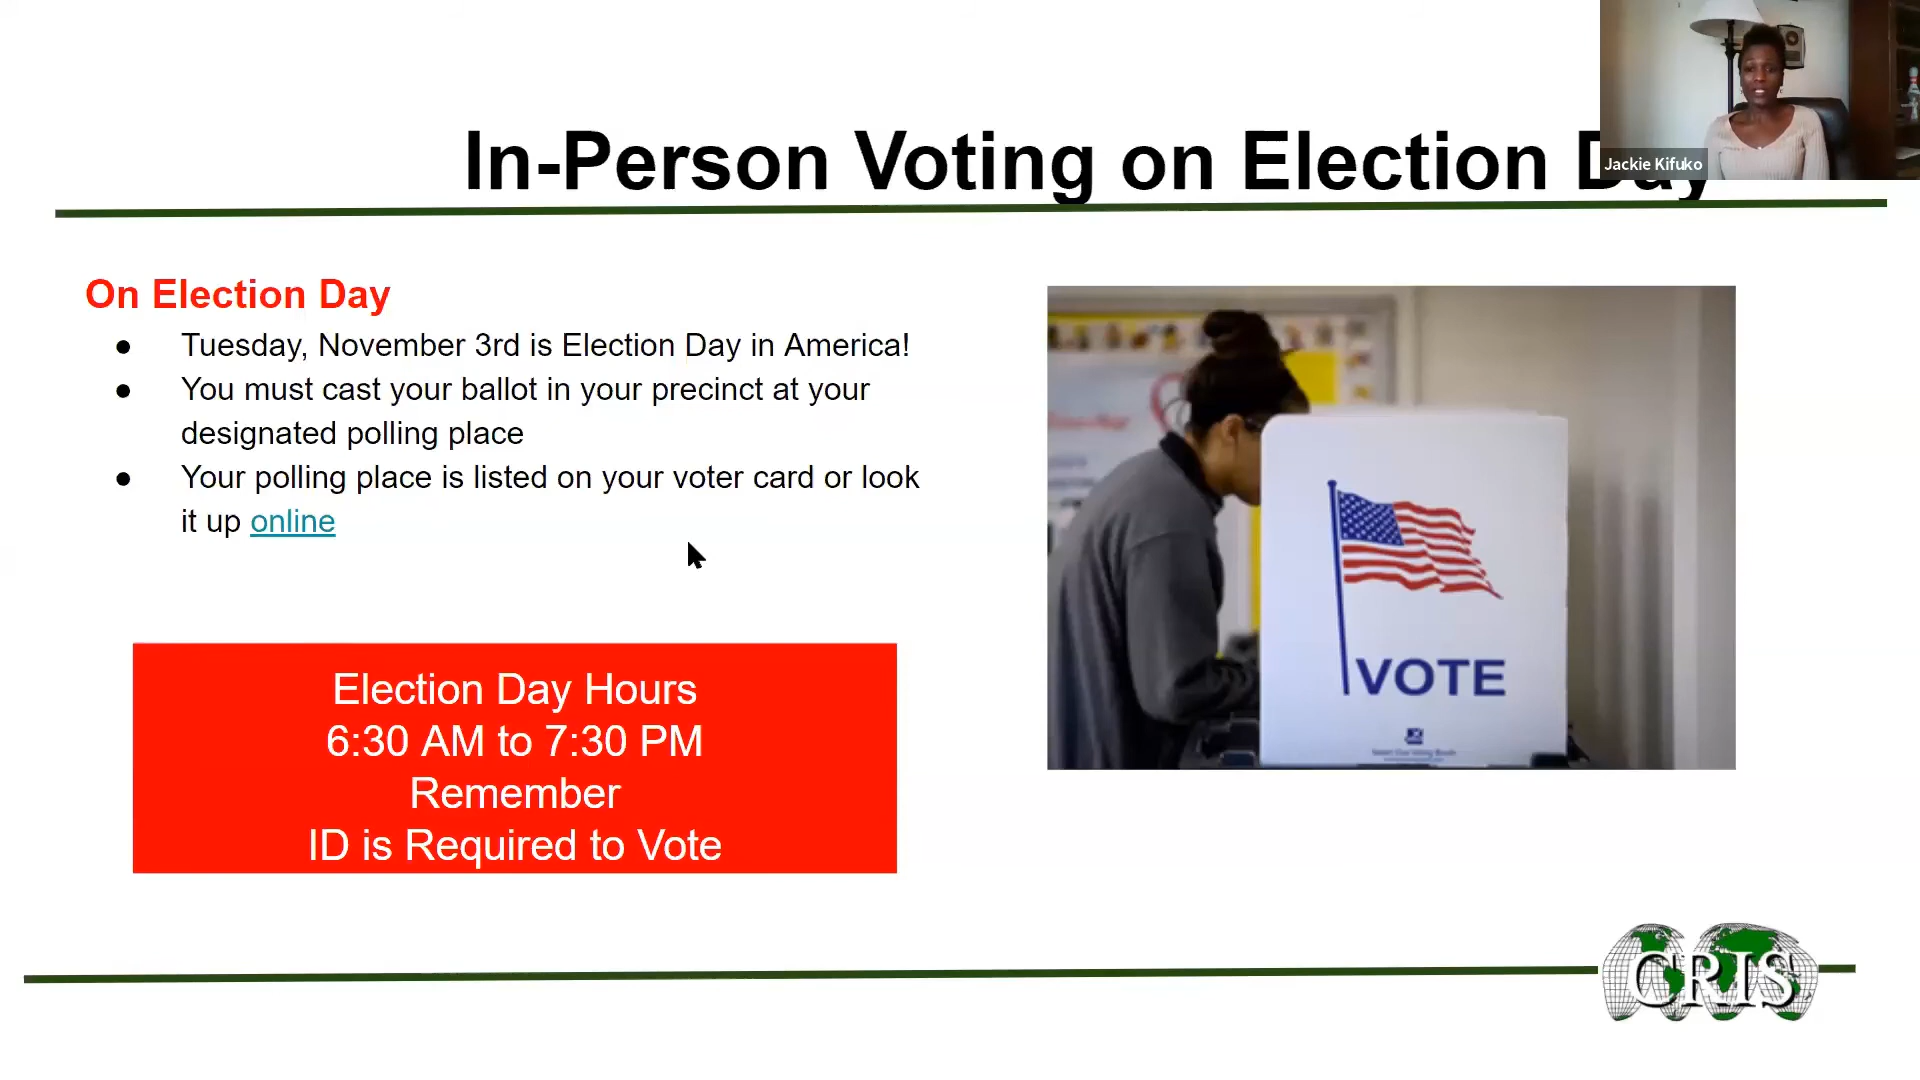 In-Person Voting on Election Day
Jackie Kifuko
On Election Day
● Tuesday, November 3rd is Election Day in America!
● You must cast your ballot in your precinct at your
designated polling place
● Your polling place is listed on your voter card or look
it up online
VOTE
Election Day Hours
6:30 AM to 7:30 PM
Remember
ID is Required to Vote
CRIS